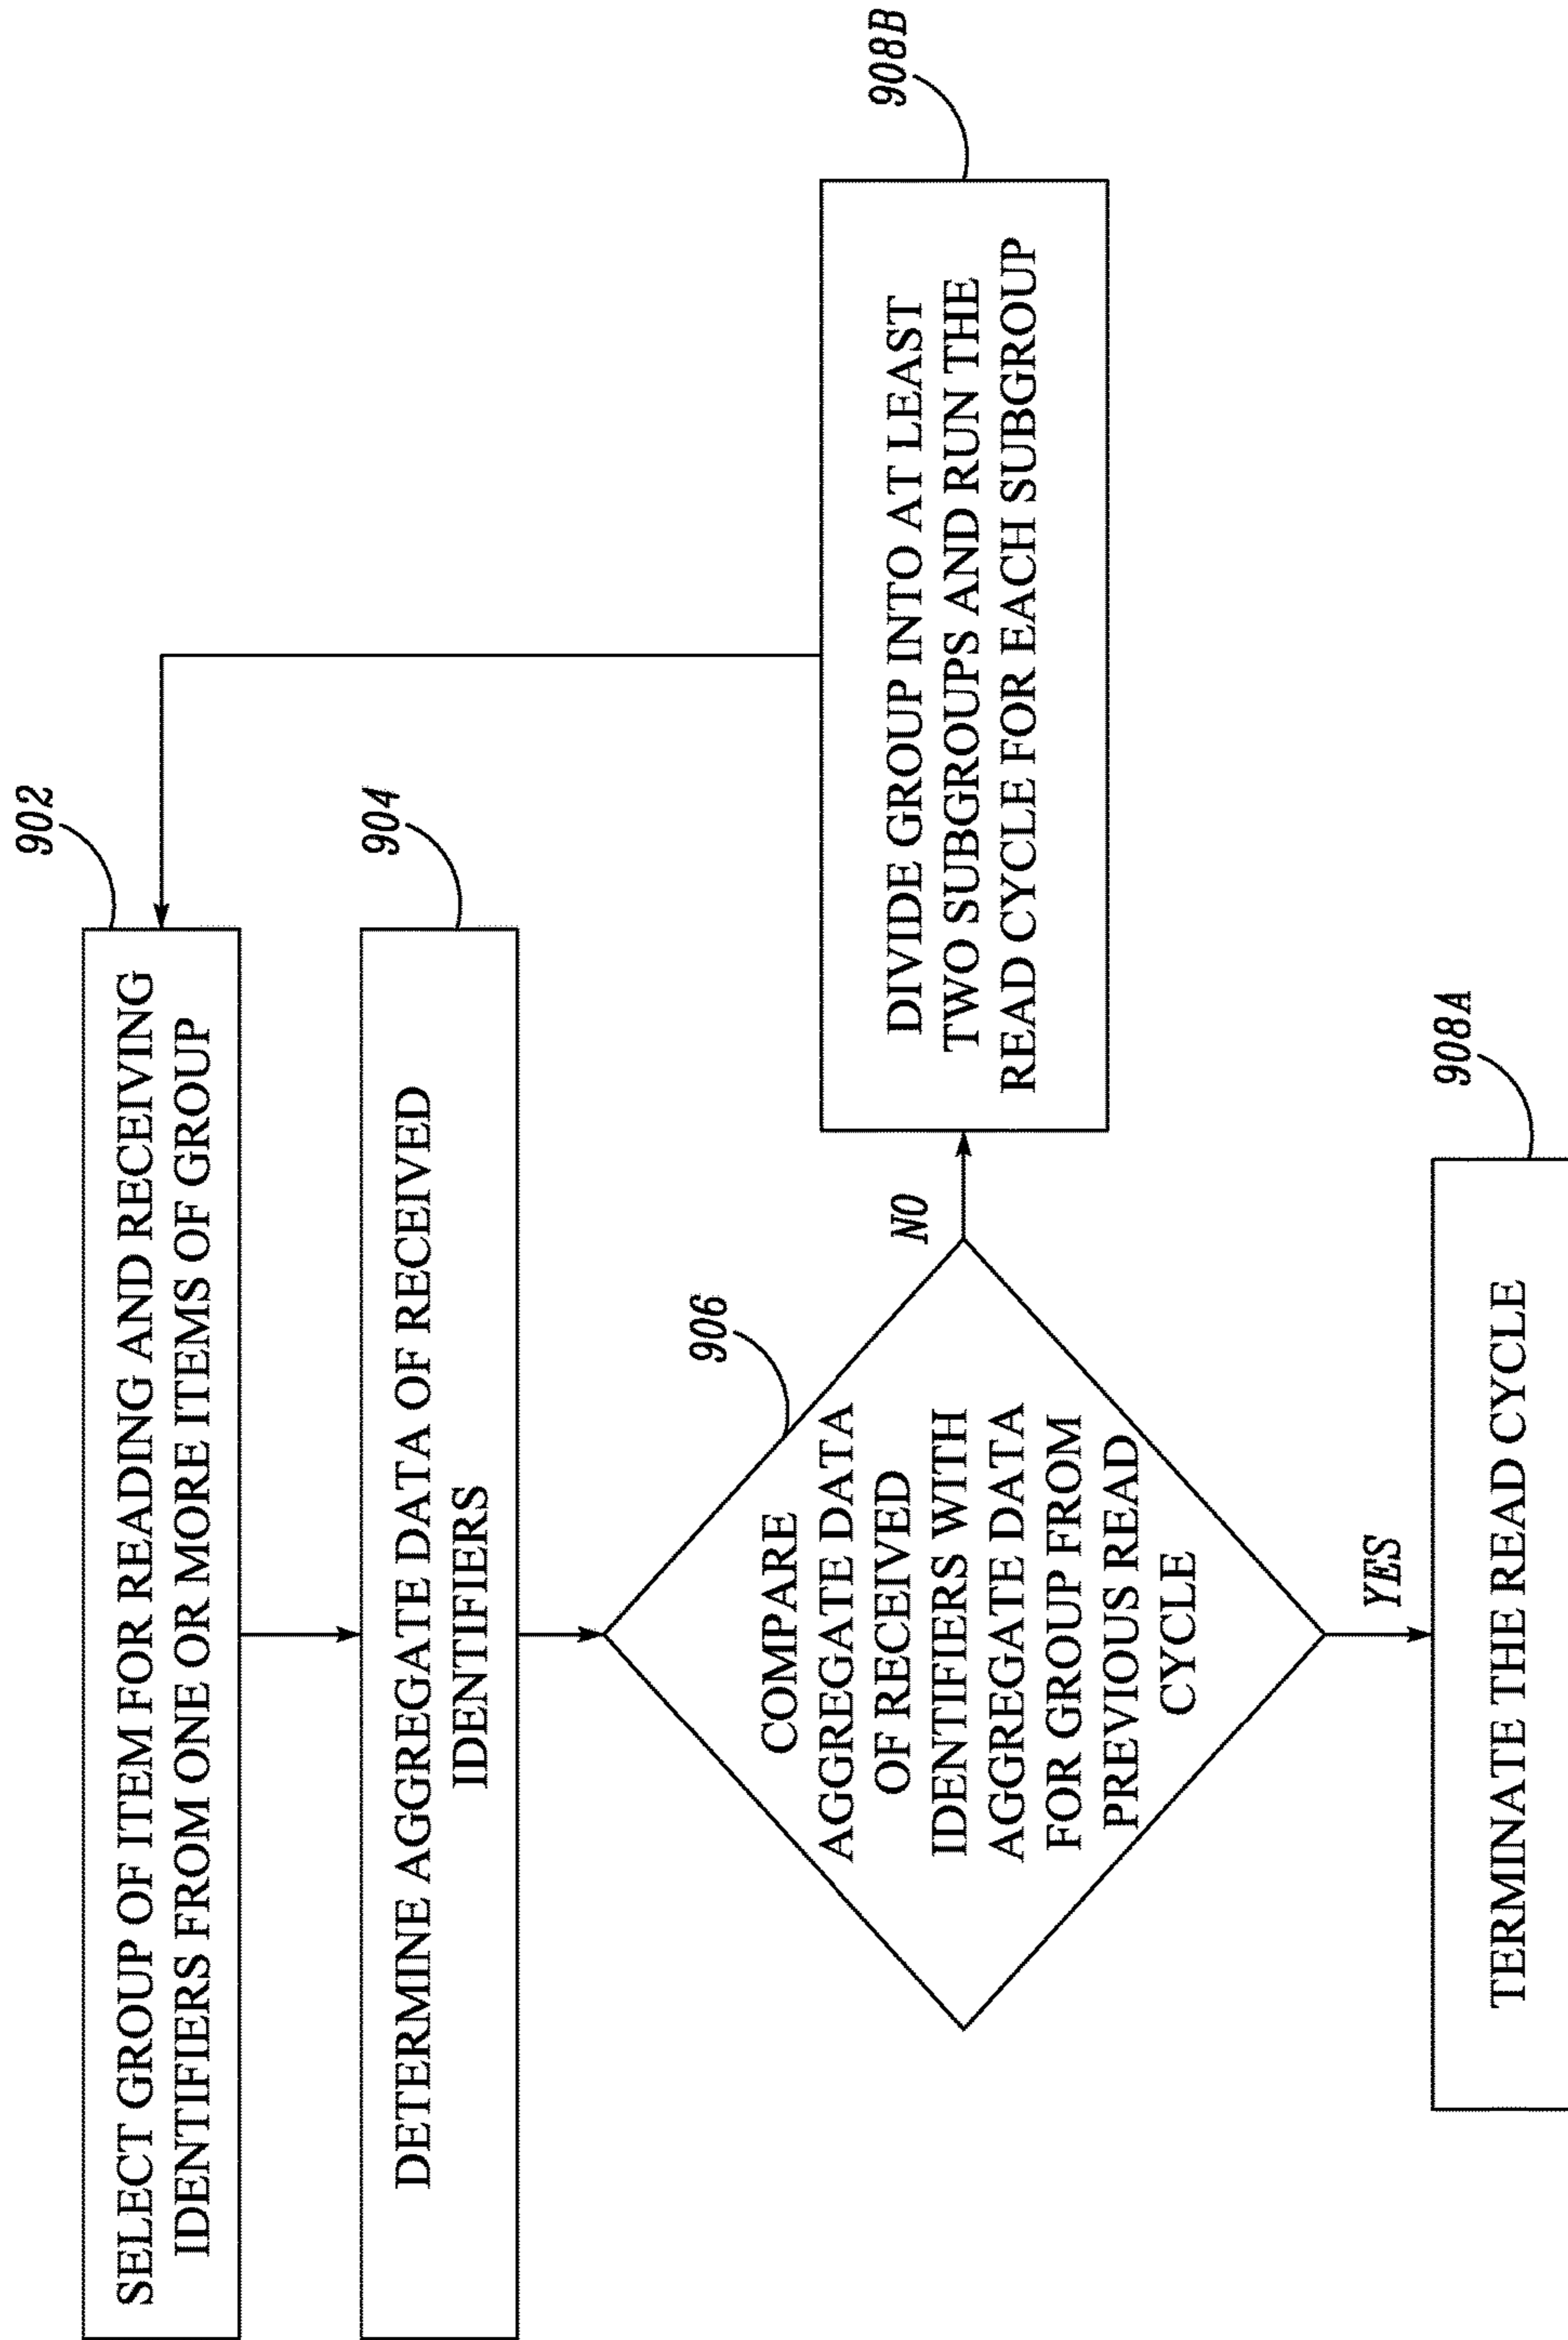 902
SELECT GROUP OF ITEM FOR READING AND RECEIVING
IDENTIFIERS FROM ONE OR MORE ITEMS OF GROUP
904
DETERMINE AGGREGATE DATA OF RECEIVED
IDENTIFIERS
906
COMPARE
AGGREGATE DATA
OF RECEIVED
IDENTIFIERS WITH
AGGREGATE DATA
FOR GROUP FROM
PREVIOUS READ
CYCLE
NO
908B
DIVIDE GROUP INTO AT LEAST
TWO SUBGROUPS AND RUN THE
READ CYCLE FOR EACH SUBGROUP
YES
908A
TERMINATE THE READ CYCLE